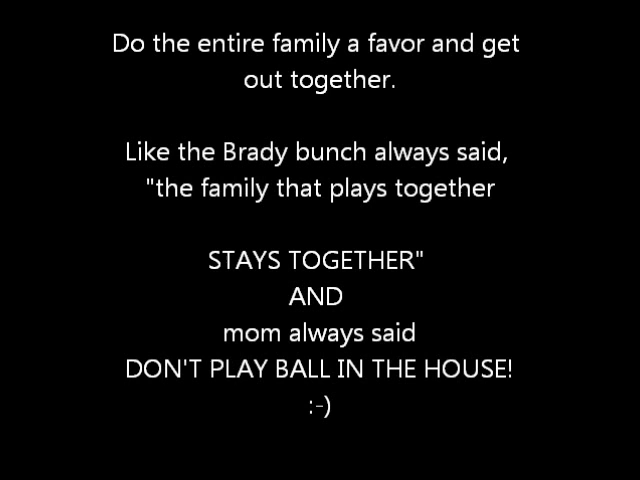 Do the entire family a favor and get
out together.
Like the Brady bunch always said,
"the family that plays together
STAYS TOGETHER"
AND
mom always said
DON'T PLAY BALL IN THE HOUSE!
:-)